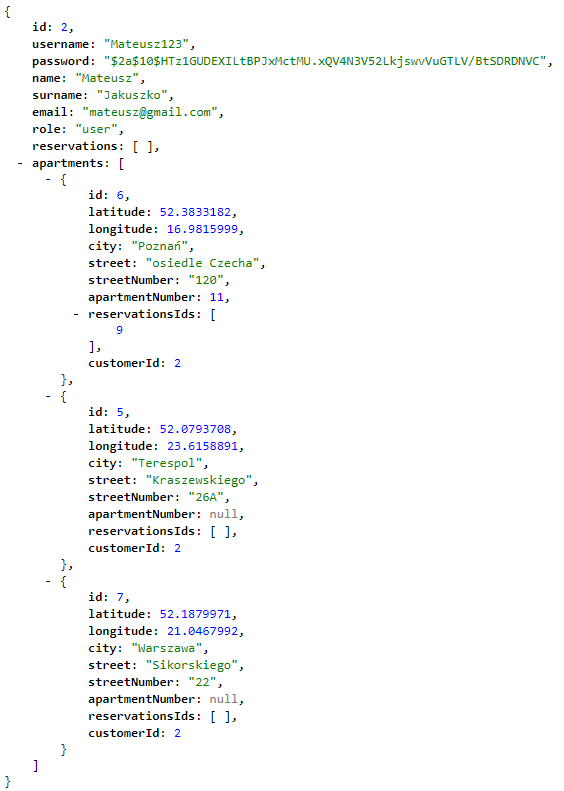 {
id: 2,
username: "Mateusz123",
password: "$2a$10$HTz1GUDEXILtBPJxMctMU.xQV4N3V52LkjswvVuGTLV/BtSDRDNVC",
name: "Mateusz",
surname: "Jakuszko",
email: "mateusz@gmail.com",
role: "user",
reservations: [ ],
- apartments: [
- {
id: 6,
latitude: 52.3833182,
longitude: 16.9815999,
city: "Poznań",
street: "osiedle Czecha",
streetNumber: "120",
apartmentNumber: 11,
- reservationsIds: [
9
],
customerId: 2
},
- {
id: 5,
latitude: 52.0793708,
longitude: 23.6158891,
city: "Terespol",
street: "Kraszewskiego",
streetNumber: "26A",
apartmentNumber: null,
reservationsIds: [ ],
customerId: 2
},
- {
id: 7,
latitude: 52.1879971,
longitude: 21.0467992,
city: "Warszawa",
street: "Sikorskiego",
streetNumber: "22",
apartmentNumber: null,
reservationsIds: [ ],
customerId: 2
}
]
}